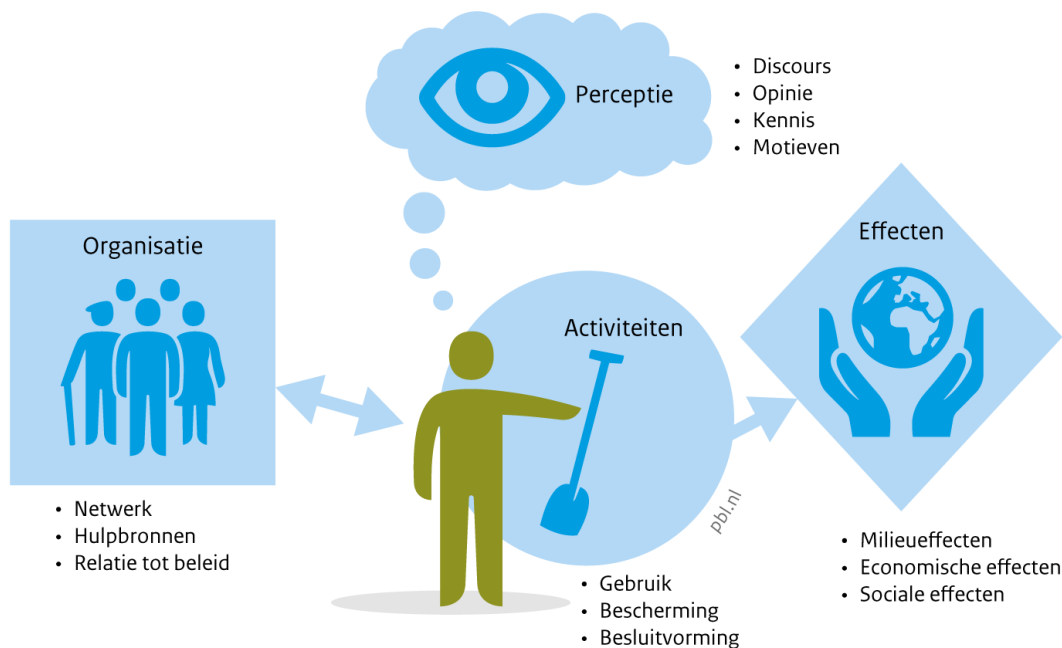 Perceptie
• Discours
• Opinie
• Kennis
• Motieven
Organisatie
• Netwerk
• Hulpbronnen
• Relatie tot beleid
Activiteiten
• Gebruik
• Bescherming
• Besluitvorming
pbl.nl
Effecten
• Milieueffecten
• Economische effecten
• Sociale effecten